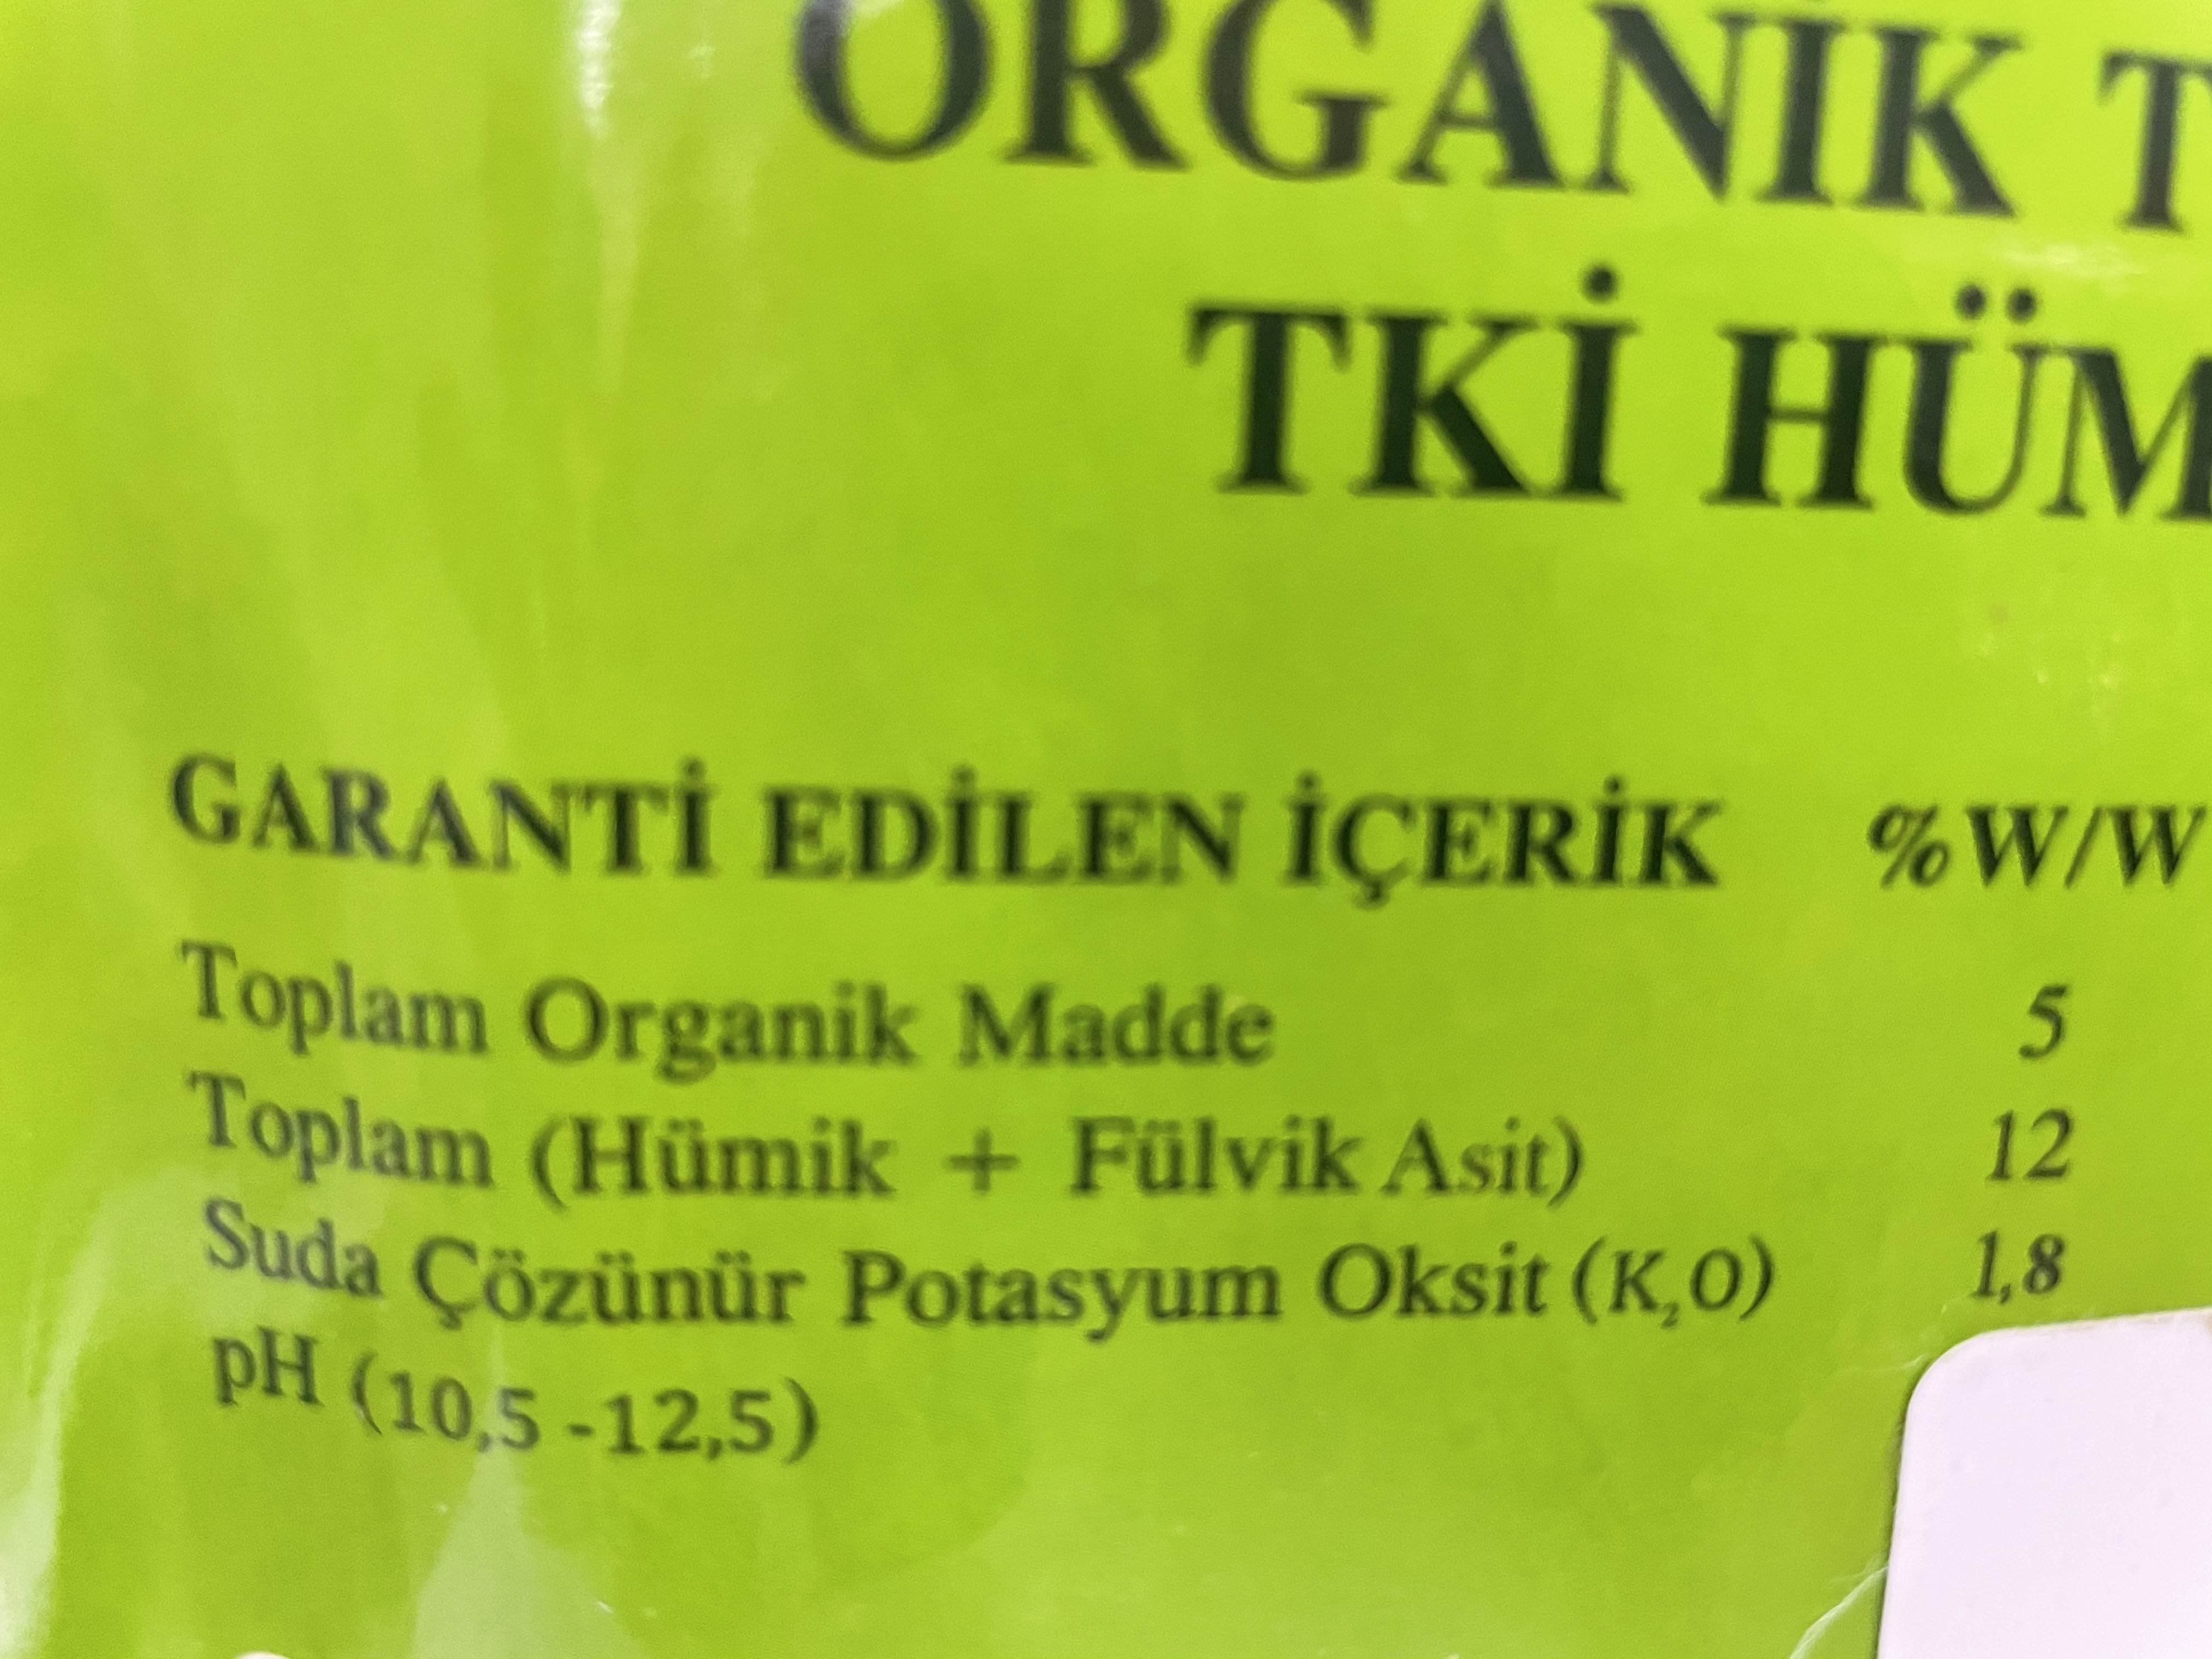 ORGANİK T
TKİ HÜM
GARANTİ EDİLEN İÇERİK %W/W
Toplam Organik Madde 5
Toplam (Hümik + Fülvik Asit) 12
Suda Çözünür Potasyum Oksit (K₂O) 1,8
pH (10,5 -12,5)